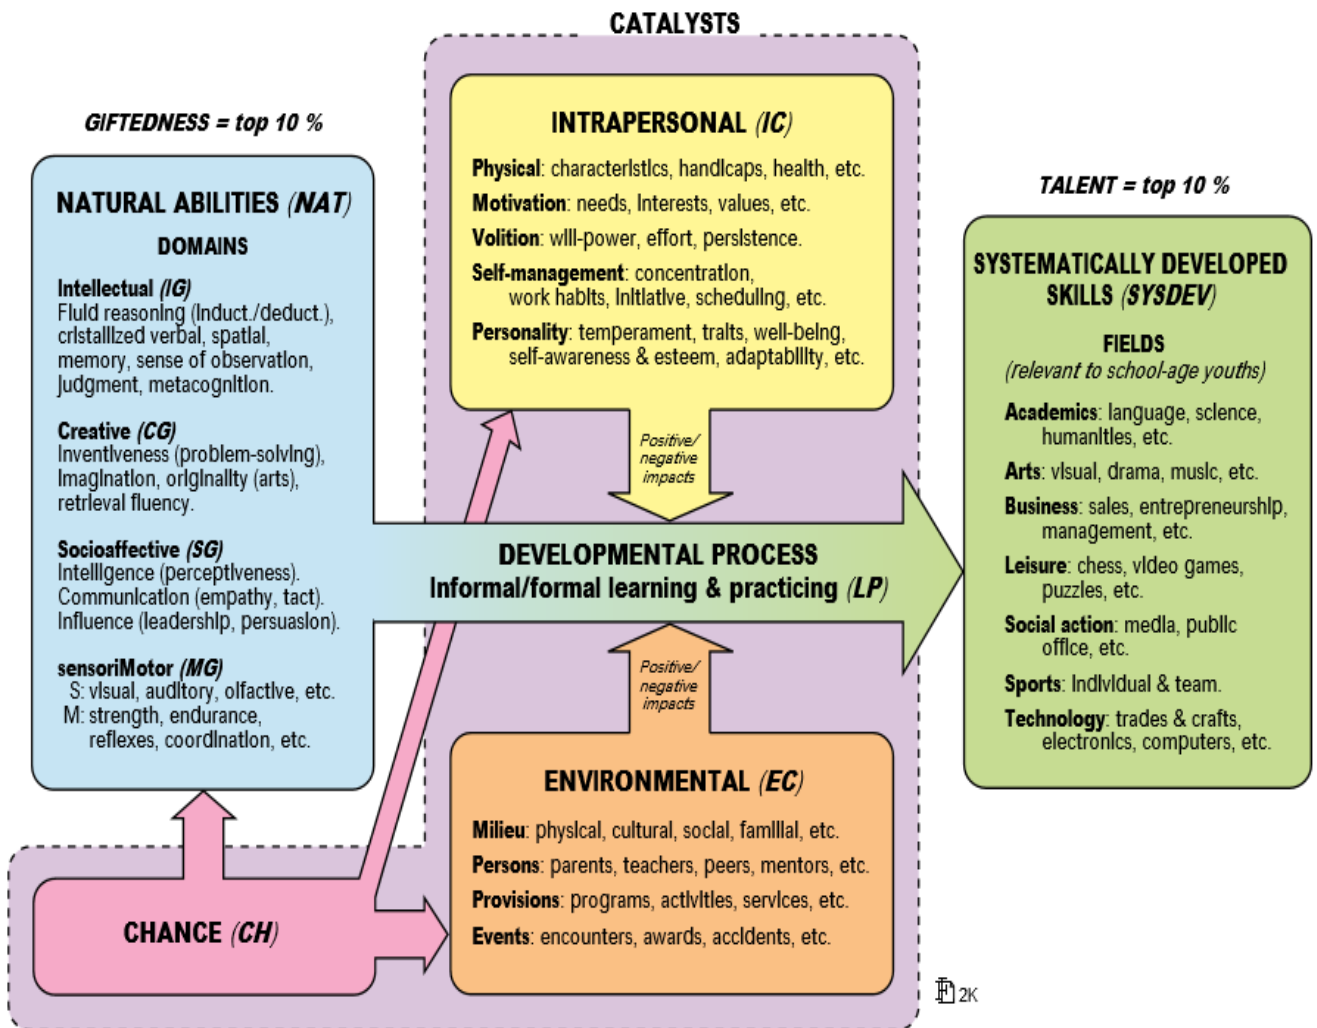 CATALYSTS
GIFTEDNESS = top 10 %
NATURAL ABILITIES (NAT)
DOMAINS
Intellectual (IG)
Fluid reasoning (induct./deduct.),
cristallized verbal, spatial,
memory, sense of observation,
judgment, metacognition.
Creative (CG)
Inventiveness (problem-solving),
imagination, originality (arts),
retrieval fluency.
Socioaffective (SG)
Intelligence (perceptiveness).
Communication (empathy, tact).
Influence (leadership, persuasion).
sensoriMotor (MG)
S: visual, auditory, olfactive, etc.
M: strength, endurance,
reflexes, coordination, etc.
INTRAPERSONAL (IC)
Physical: characteristics, handicaps, health, etc.
Motivation: needs, interests, values, etc.
Volition: will-power, effort, persistence.
Self-management: concentration,
work habits, initiative, scheduling, etc.
Personality: temperament, traits, well-being,
self-awareness & esteem, adaptability, etc.
Positive/
negative
impacts
DEVELOPMENTAL PROCESS
Informal/formal learning & practicing (LP)
Positive/
negative
impacts
ENVIRONMENTAL (EC)
Milieu: physical, cultural, social, familial, etc.
Persons: parents, teachers, peers, mentors, etc.
Provisions: programs, activities, services, etc.
Events: encounters, awards, accidents, etc.
CHANCE (CH)
TALENT = top 10 %
SYSTEMATICALLY DEVELOPED
SKILLS (SYSDEV)
FIELDS
(relevant to school-age youths)
Academics: language, science,
humanities, etc.
Arts: visual, drama, music, etc.
Business: sales, entrepreneurship,
management, etc.
Leisure: chess, video games,
puzzles, etc.
Social action: media, public
office, etc.
Sports: individual & team.
Technology: trades & crafts,
electronics, computers, etc.
2K